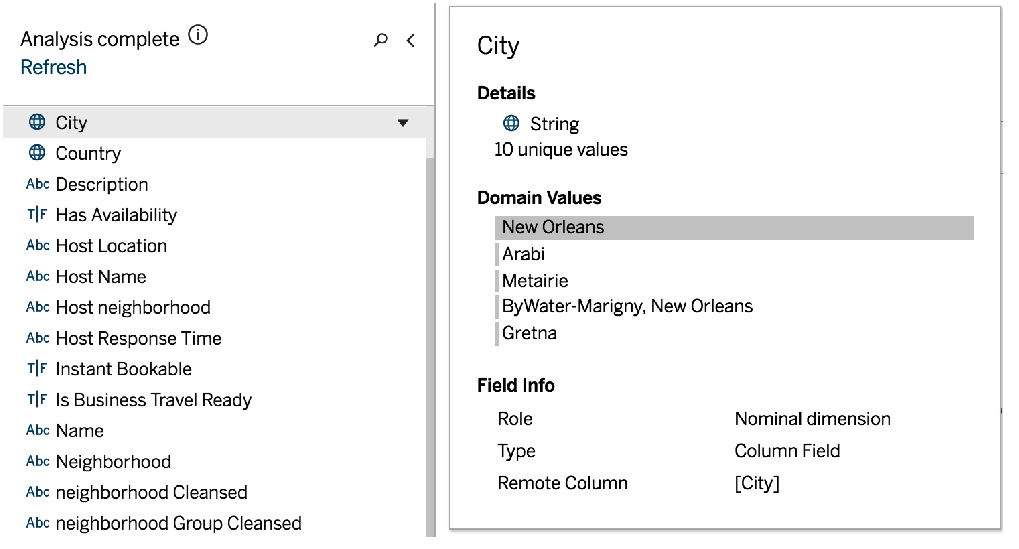 Analysis complete
Refresh
City
Country
Abc Description
T|F Has Availability
Abc Host Location
Abc Host Name
Abc Host neighborhood
Abc Host Response Time
T|F Instant Bookable
T|F Is Business Travel Ready
Abc Name
Abc Neighborhood
Abc neighborhood Cleansed
Abc neighborhood Group Cleansed
City
Details
String
10 unique values
Domain Values
New Orleans
Arabi
Metairie
ByWater-Marigny, New Orleans
Gretna
Field Info
Role Nominal dimension
Type Column Field
Remote Column [City]